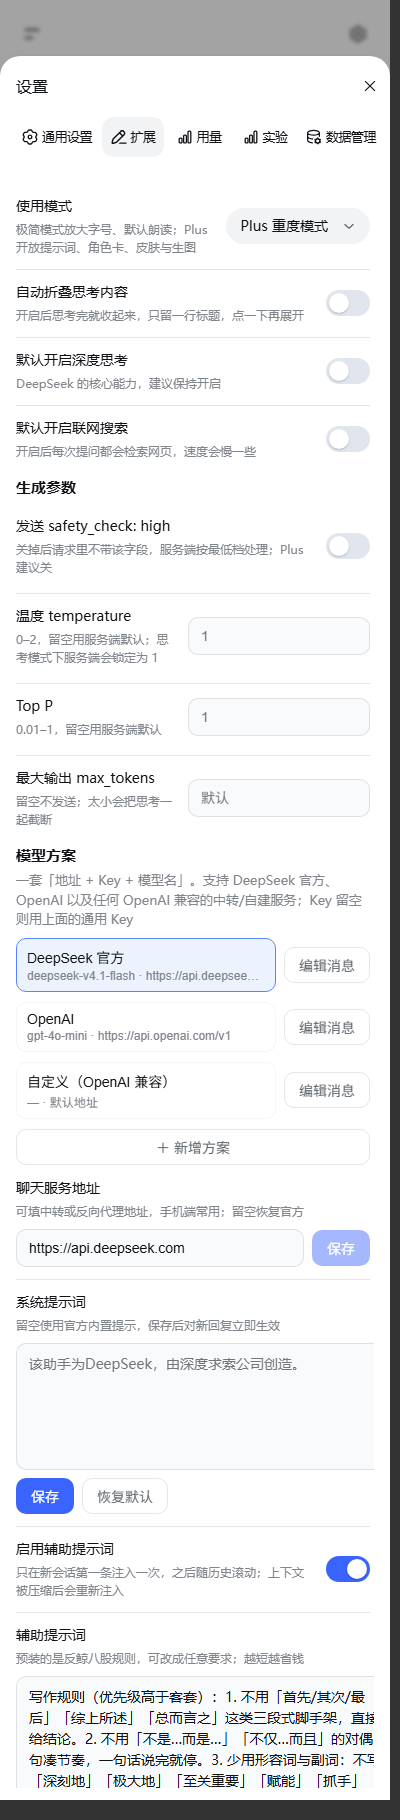 设置
通用设置 扩展 用量 实验 数据管理
使用模式
极简模式放大字号、默认朗读；Plus
开放提示词、角色卡、皮肤与生图
Plus 重度模式
自动折叠思考内容
开启后思考完就收起来，只留一行标题，点一下再展开
默认开启深度思考
DeepSeek 的核心能力，建议保持开启
默认开启联网搜索
开启后每次提问都会检索网页，速度会慢一些
生成参数
发送 safety_check: high
关掉后请求里不带该字段，服务端按最低档处理；Plus
建议关
温度 temperature
0–2，留空用服务端默认；思
考模式下服务端会锁定为 1
1
Top P
0.01–1，留空用服务端默认
1
最大输出 max_tokens
留空不发送；太小会把思考一
起截断
默认
模型方案
一套「地址 + Key + 模型名」。支持 DeepSeek 官方、
OpenAI 以及任何 OpenAI 兼容的中转/自建服务；Key 留空
则用上面的通用 Key
DeepSeek 官方
deepseek-v4.1-flash · https://api.deepsee…
编辑消息
OpenAI
gpt-4o-mini · https://api.openai.com/v1
编辑消息
自定义（OpenAI 兼容）
— · 默认地址
编辑消息
＋ 新增方案
聊天服务地址
可填中转或反向代理地址，手机端常用；留空恢复官方
https://api.deepseek.com
保存
系统提示词
留空使用官方内置提示，保存后对新回复立即生效
该助手为DeepSeek，由深度求索公司创造。
保存 恢复默认
启用辅助提示词
只在新会话第一条注入一次，之后随历史滚动；上下文
被压缩后会重新注入
辅助提示词
预装的是反鲸八股规则，可改成任意要求；越短越省钱
写作规则（优先级高于客套）：1. 不用「首先/其次/最
后」「综上所述」「总而言之」这类三段式脚手架，直接
给结论。2. 不用「不是…而是…」「不仅…而且」的对偶
句凑节奏，一句话说完就停。3. 少用形容词与副词：不写
「深刻地」「极大地」「至关重要」「赋能」「抓手」